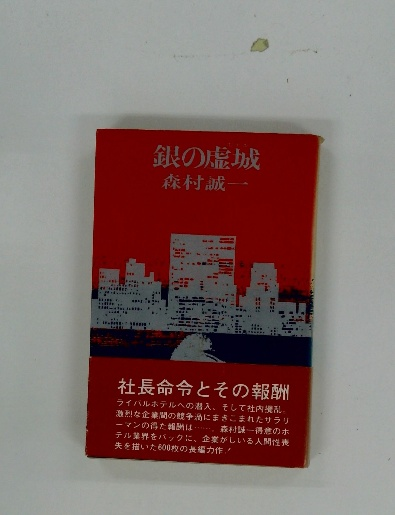 銀の虚城
森村誠一
社長命令とその報酬
ライバルホテルへの潜入、そして社内撹乱。
激烈な企業間の競争渦にまきこまれたサラリ
ーマンの得た報酬は……。森村誠一得意のホ
テル業界をバックに、企業がしいる人間性喪
失を描いた600枚の長編力作！